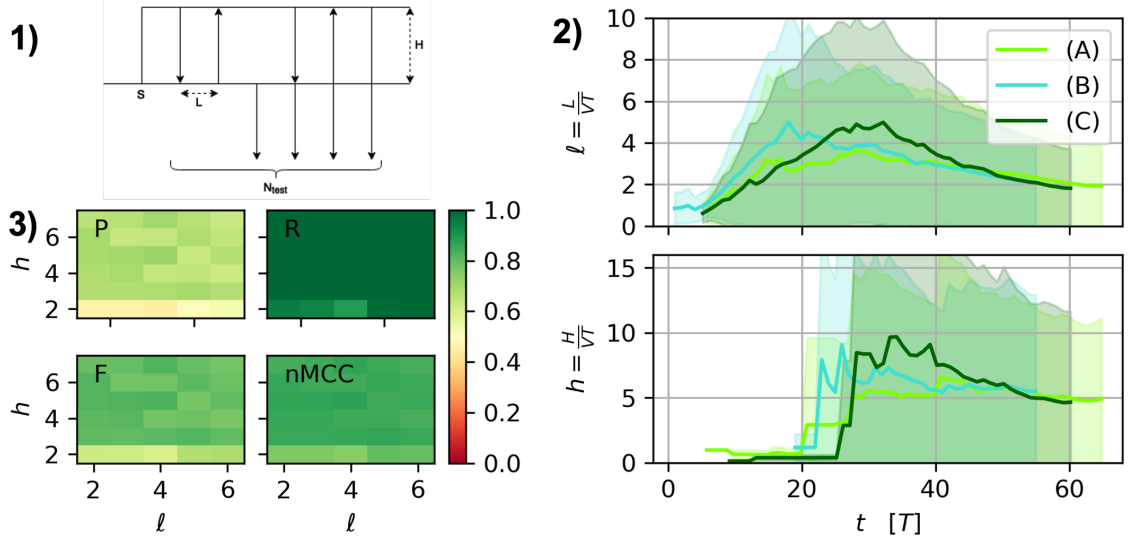 1)
S
L
H
N_test
2)
10
8
6
4
2
0
ℓ = L/VT
(A)
(B)
(C)
15
10
5
0
h = H/VT
0 20 40 60
t [T]
3)
P
R
6
4
2
h
F
nMCC
6
4
2
h
2 4 6
2 4 6
ℓ
ℓ
1.0
0.8
0.6
0.4
0.2
0.0